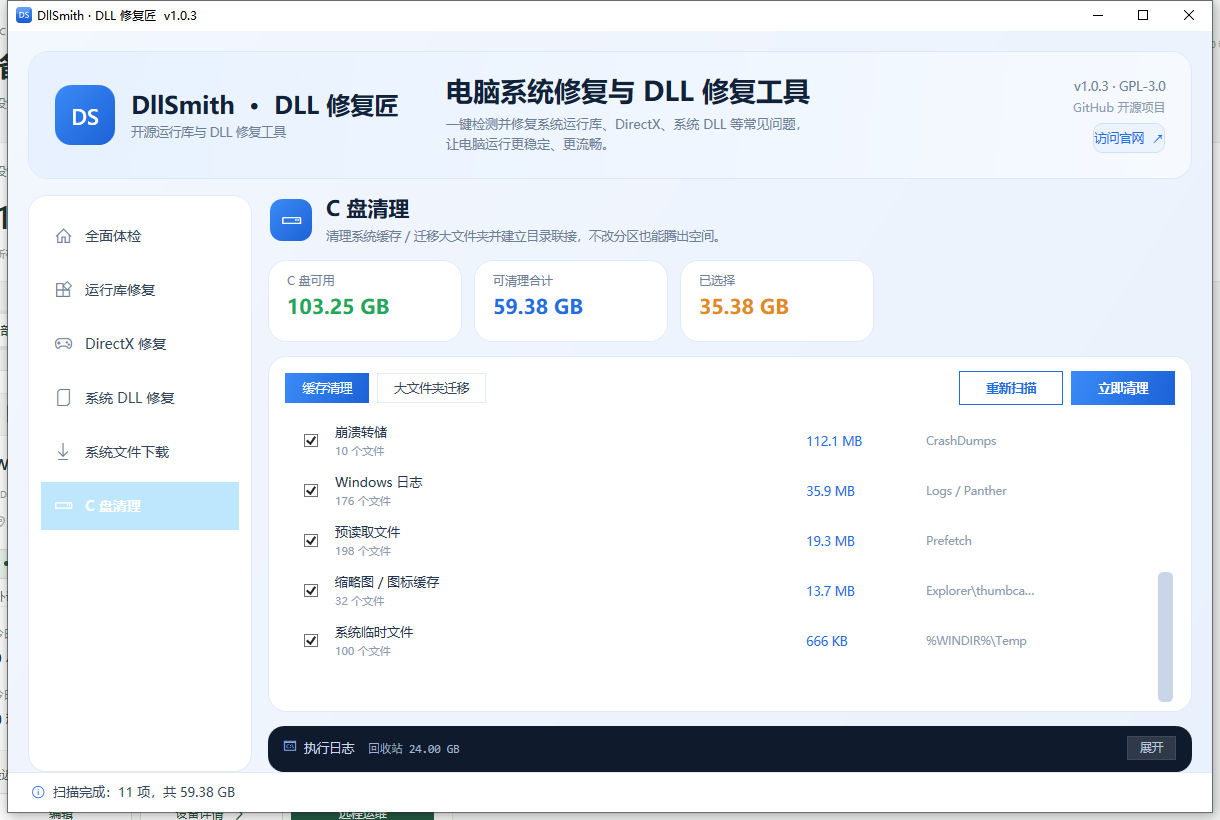 DS DllSmith · DLL 修复匠 v1.0.3
DS
DllSmith • DLL 修复匠
开源运行库与 DLL 修复工具
电脑系统修复与 DLL 修复工具
一键检测并修复系统运行库、DirectX、系统 DLL 等常见问题，
让电脑运行更稳定、更流畅。
v1.0.3 · GPL-3.0
GitHub 开源项目
访问官网 ↗
全面体检
运行库修复
DirectX 修复
系统 DLL 修复
系统文件下载
C 盘清理
C 盘清理
清理系统缓存 / 迁移大文件夹并建立目录联接，不改分区也能腾出空间。
C 盘可用
103.25 GB
可清理合计
59.38 GB
已选择
35.38 GB
缓存清理 大文件夹迁移 重新扫描 立即清理
崩溃转储
10 个文件
112.1 MB CrashDumps
Windows 日志
176 个文件
35.9 MB Logs / Panther
预读取文件
198 个文件
19.3 MB Prefetch
缩略图 / 图标缓存
32 个文件
13.7 MB Explorer\thumbca...
系统临时文件
100 个文件
666 KB %WINDIR%\Temp
执行日志 回收站 24.00 GB 展开
扫描完成：11 项，共 59.38 GB
编辑 设备详情 远程运维